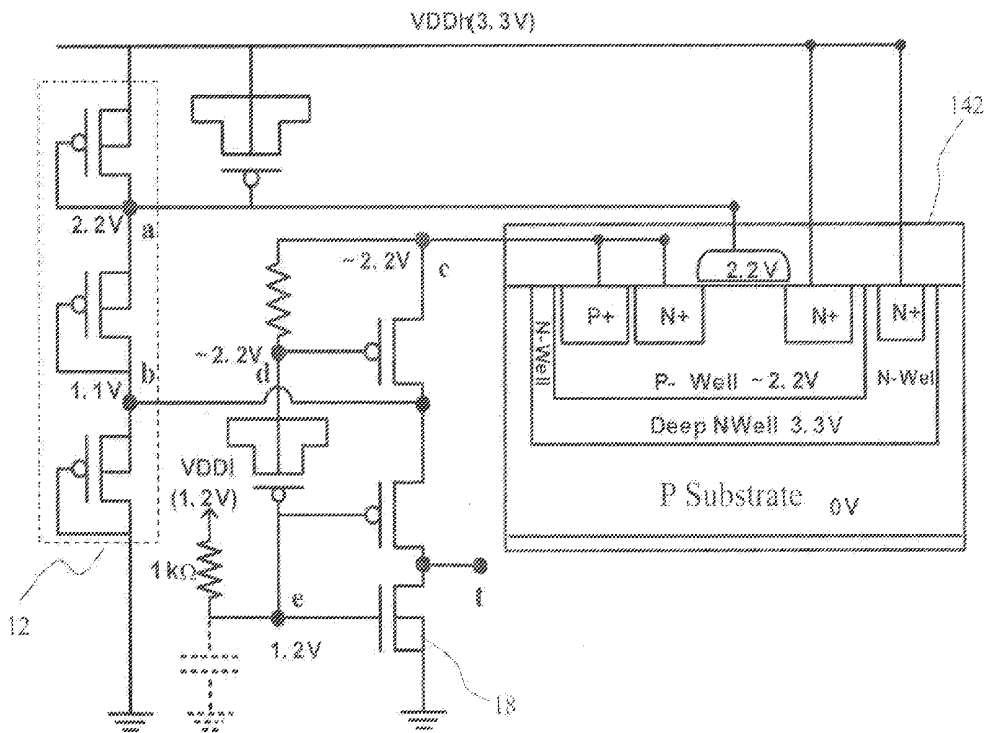 VDDh(3.3V)
142
2.2V
a
~2.2V
c
2.2V
P+
N+
N+
N+
N-Well
~2.2V
d
b
1.1V
P- Well ~2.2V
N-Wel
Deep NWell 3.3V
VDDl
(1.2V)
P Substrate 0V
1kΩ
12
e
t
1.2V
18